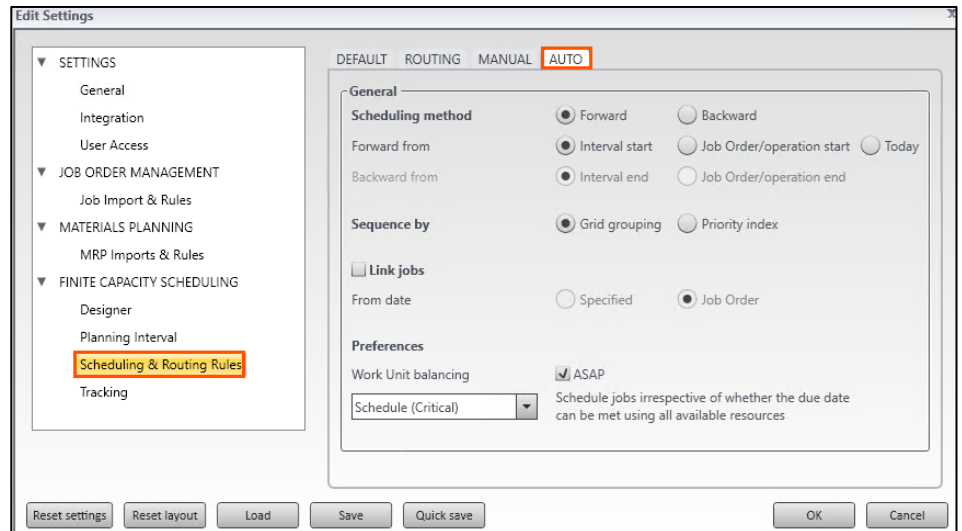 Edit Settings
x
SETTINGS
General
Integration
User Access
JOB ORDER MANAGEMENT
Job Import & Rules
MATERIALS PLANNING
MRP Imports & Rules
FINITE CAPACITY SCHEDULING
Designer
Planning Interval
Scheduling & Routing Rules
Tracking
DEFAULT ROUTING MANUAL AUTO
General
Scheduling method Forward Backward
Forward from Interval start Job Order/operation start Today
Backward from Interval end Job Order/operation end
Sequence by Grid grouping Priority index
Link jobs
From date Specified Job Order
Preferences
Work Unit balancing ASAP
Schedule (Critical)
Schedule jobs irrespective of whether the due date
can be met using all available resources
Reset settings Reset layout Load Save Quick save OK Cancel